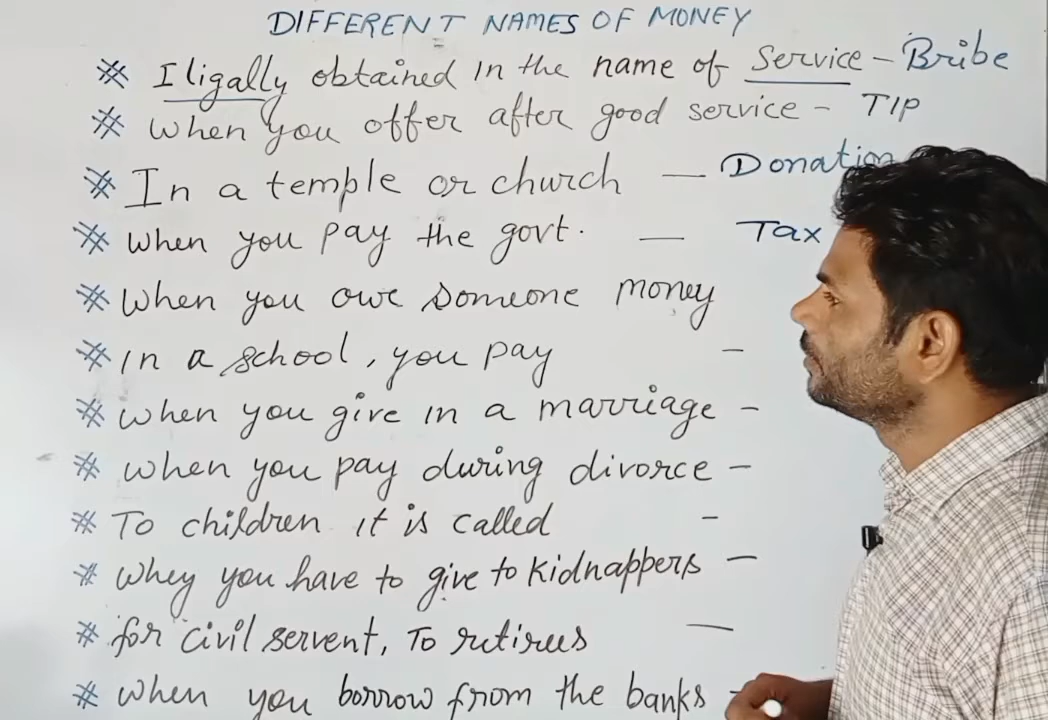 DIFFERENT NAMES OF MONEY
* Iligally obtained in the name of Service - Bribe
* When you offer after good service - TIP
* In a temple or church — Donation
* When you pay the govt. — Tax
* When you owe someone money
* In a school, you pay -
* When you give in a marriage -
* When you pay during divorce -
* To children it is called -
* Whey you have to give to kidnappers -
* for civil servent, To retirus —
* When you borrow from the banks -